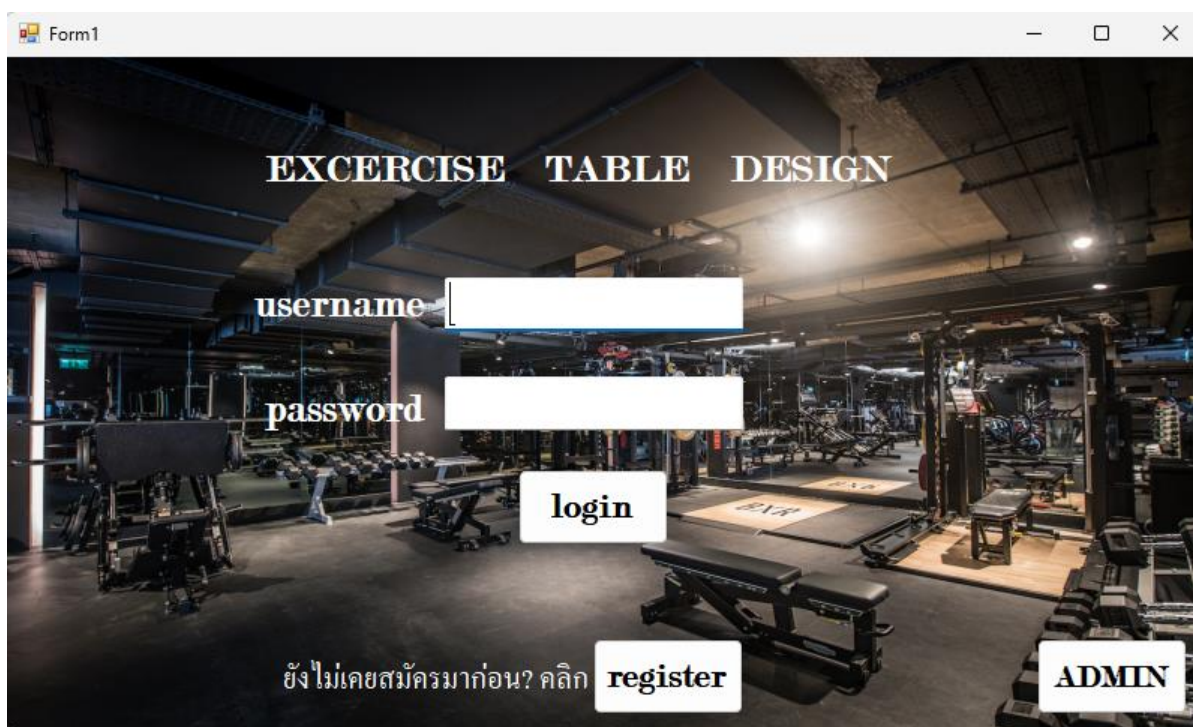 Form1
EXCERCISE TABLE DESIGN
username
password
login
BXR
ยังไม่เคยสมัครมาก่อน? คลิก register
ADMIN